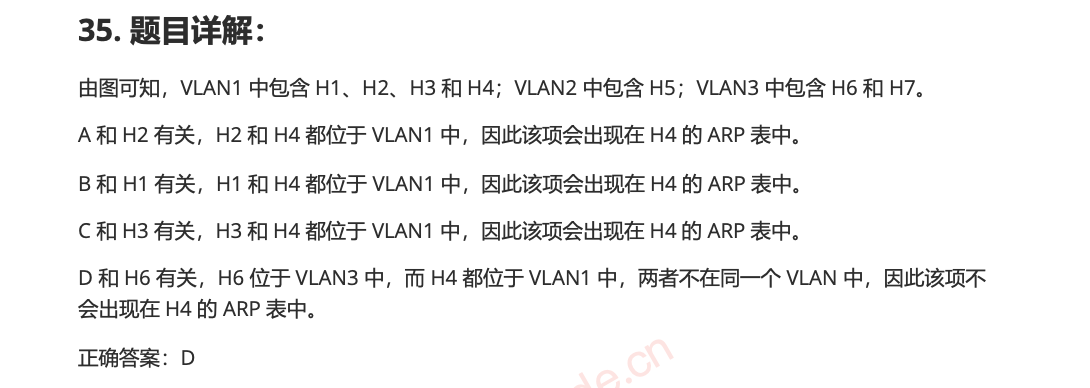 35. 题目详解：
由图可知，VLAN1 中包含 H1、H2、H3 和 H4；VLAN2 中包含 H5；VLAN3 中包含 H6 和 H7。
A 和 H2 有关，H2 和 H4 都位于 VLAN1 中，因此该项会出现在 H4 的 ARP 表中。
B 和 H1 有关，H1 和 H4 都位于 VLAN1 中，因此该项会出现在 H4 的 ARP 表中。
C 和 H3 有关，H3 和 H4 都位于 VLAN1 中，因此该项会出现在 H4 的 ARP 表中。
D 和 H6 有关，H6 位于 VLAN3 中，而 H4 都位于 VLAN1 中，两者不在同一个 VLAN 中，因此该项不
会出现在 H4 的 ARP 表中。
正确答案：D
de.cn